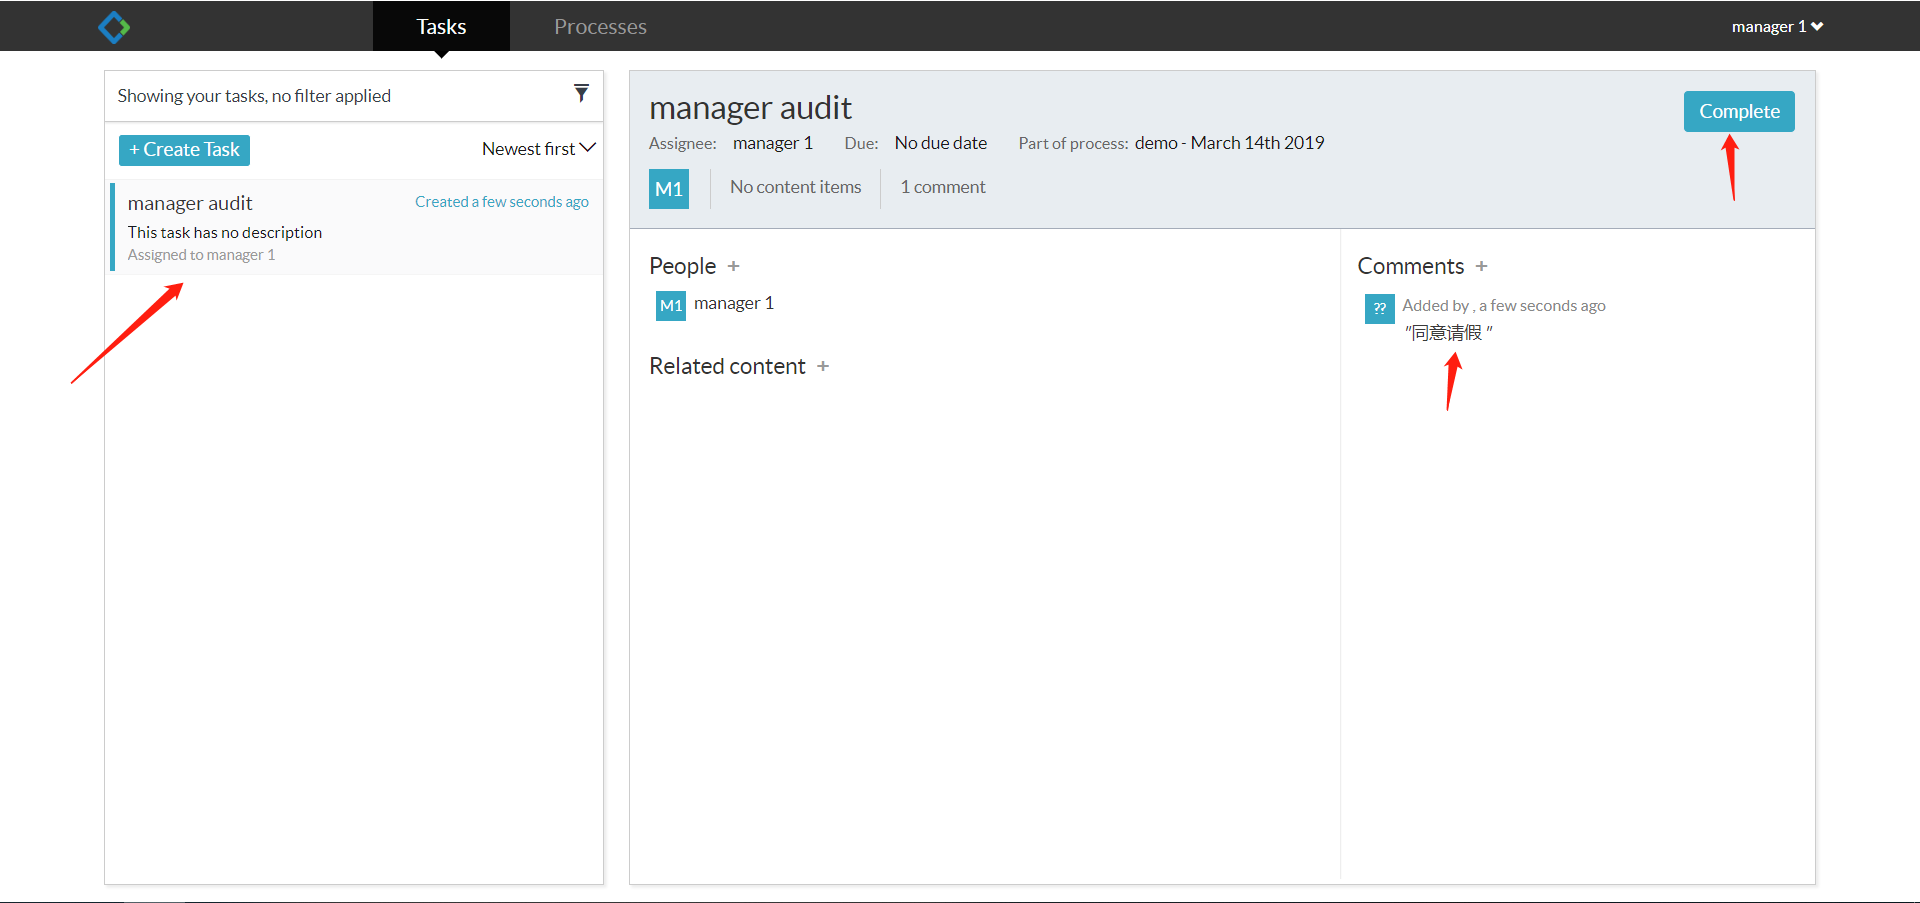 Tasks
Processes
manager 1
Showing your tasks, no filter applied
+ Create Task
Newest first
manager audit
Created a few seconds ago
This task has no description
Assigned to manager 1
manager audit
Complete
Assignee: manager 1 Due: No due date Part of process: demo - March 14th 2019
M1 No content items 1 comment
People +
M1 manager 1
Related content +
Comments +
?? Added by , a few seconds ago
"同意请假 "